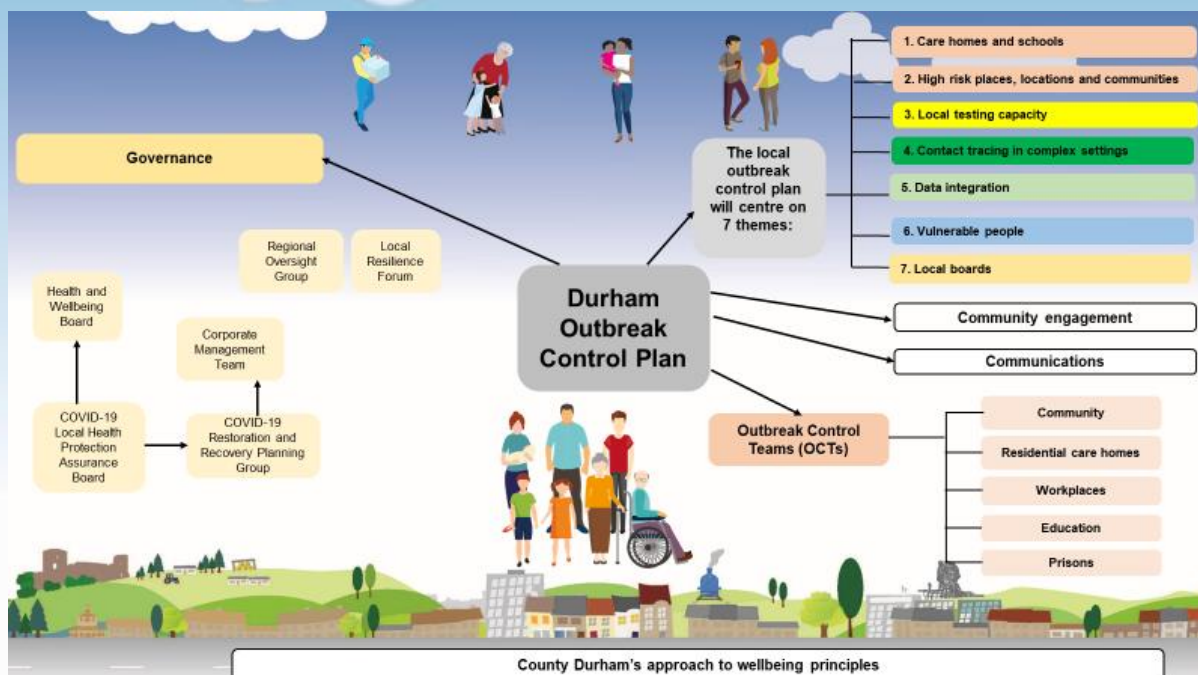 Governance
Regional
Oversight
Group
Local
Resilience
Forum
Health and
Wellbeing
Board
Corporate
Management
Team
COVID-19
Local Health
Protection
Assurance
Board
COVID-19
Restoration and
Recovery Planning
Group
Durham
Outbreak
Control Plan
The local
outbreak
control plan
will centre on
7 themes:
1. Care homes and schools
2. High risk places, locations and communities
3. Local testing capacity
4. Contact tracing in complex settings
5. Data integration
6. Vulnerable people
7. Local boards
Community engagement
Communications
Outbreak Control
Teams (OCTs)
Community
Residential care homes
Workplaces
Education
Prisons
County Durham's approach to wellbeing principles